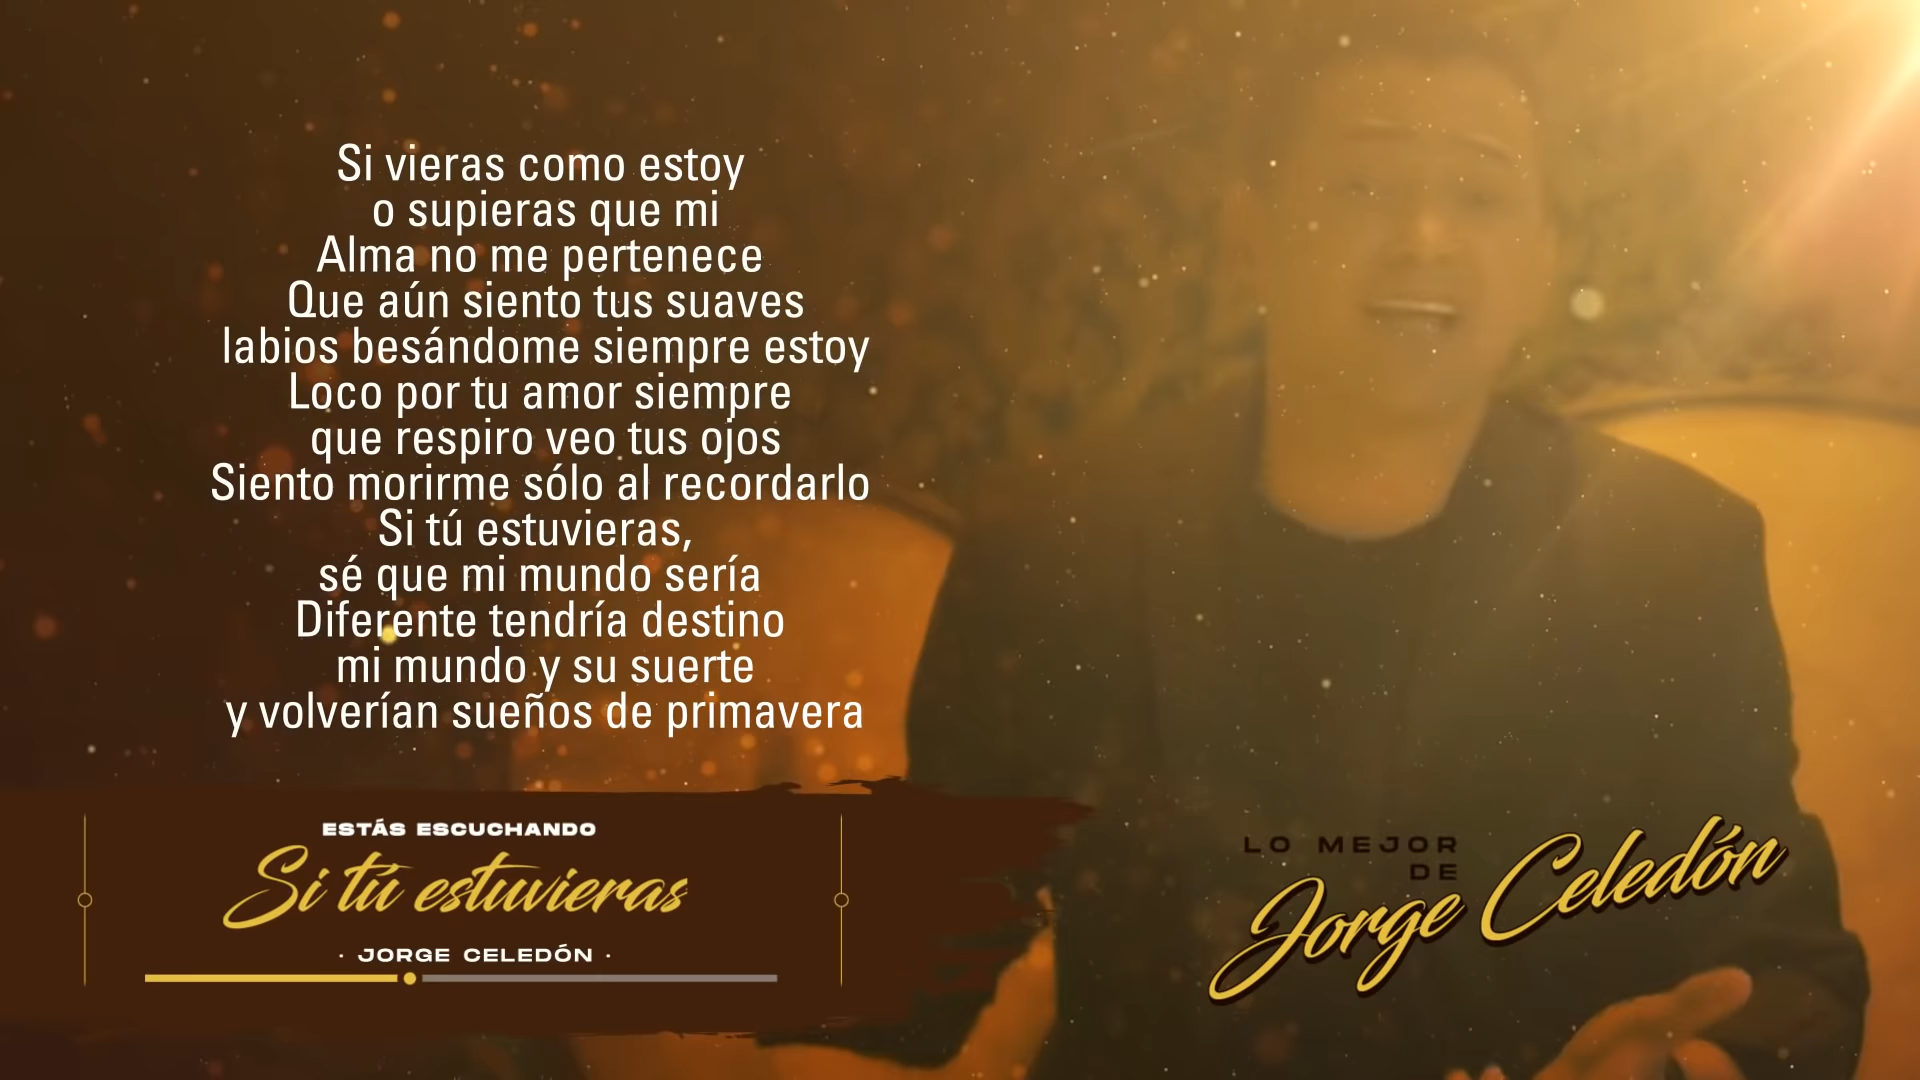 Si vieras como estoy
o supieras que mi
Alma no me pertenece
Que aún siento tus suaves
labios besándome siempre estoy
Loco por tu amor siempre
que respiro veo tus ojos
Siento morirme sólo al recordarlo
Si tú estuvieras,
sé que mi mundo sería
Diferente tendría destino
mi mundo y su suerte
y volverían sueños de primavera
ESTÁS ESCUCHANDO
Si tú estuvieras
· JORGE CELEDÓN ·
LO MEJOR
DE
Jorge Celedón